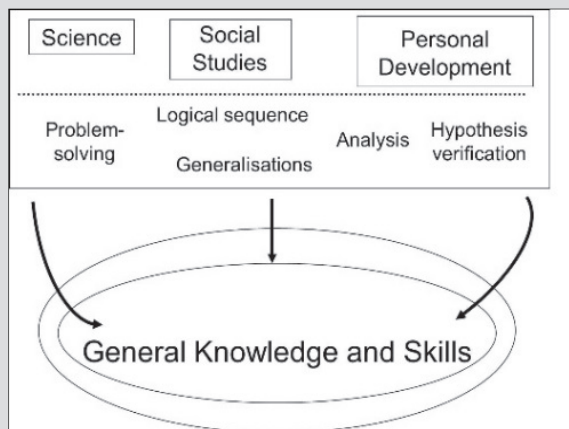 Science
Social
Studies
Personal
Development
Problem-
solving
Logical sequence
Generalisations
Analysis
Hypothesis
verification
General Knowledge and Skills